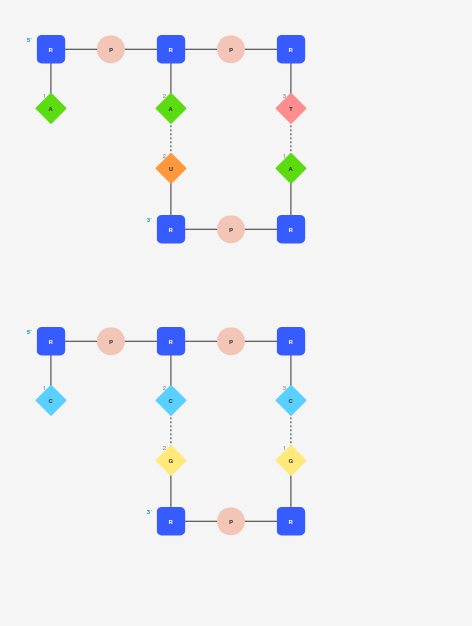 5'
R P R P R
1 2 3
A A T
2 1
U A
3'
R P R
5'
R P R P R
1 2 3
C C C
2 1
G G
3'
R P R